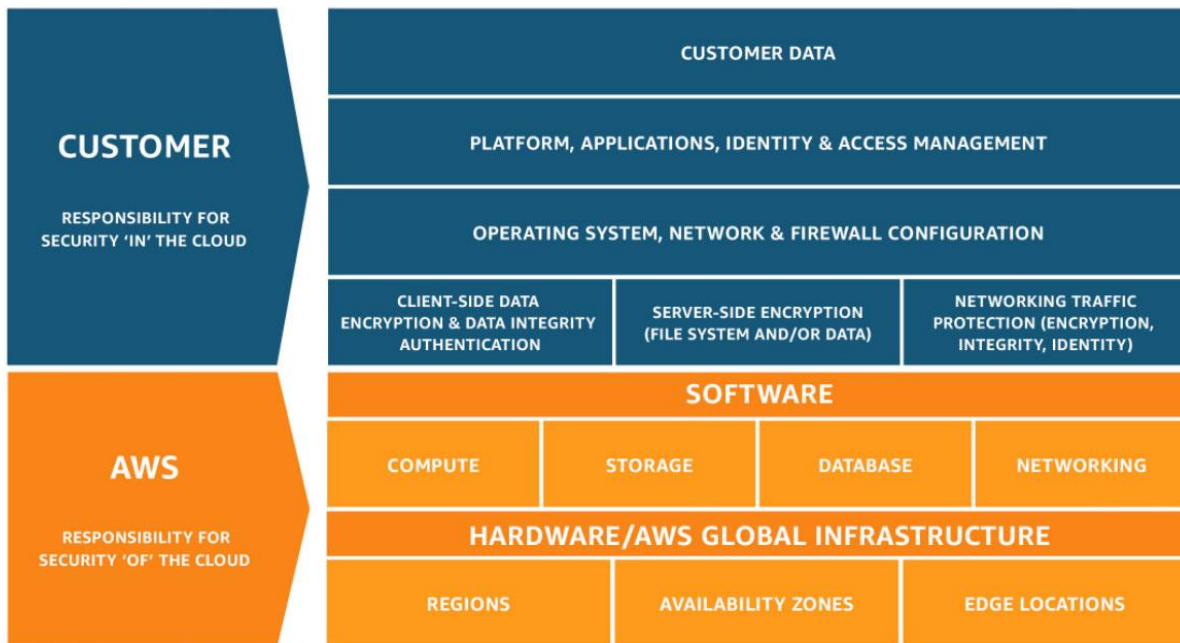 CUSTOMER
RESPONSIBILITY FOR
SECURITY ‘IN’ THE CLOUD
CUSTOMER DATA
PLATFORM, APPLICATIONS, IDENTITY & ACCESS MANAGEMENT
OPERATING SYSTEM, NETWORK & FIREWALL CONFIGURATION
CLIENT-SIDE DATA
ENCRYPTION & DATA INTEGRITY
AUTHENTICATION
SERVER-SIDE ENCRYPTION
(FILE SYSTEM AND/OR DATA)
NETWORKING TRAFFIC
PROTECTION (ENCRYPTION,
INTEGRITY, IDENTITY)
AWS
RESPONSIBILITY FOR
SECURITY ‘OF’ THE CLOUD
SOFTWARE
COMPUTE
STORAGE
DATABASE
NETWORKING
HARDWARE/AWS GLOBAL INFRASTRUCTURE
REGIONS
AVAILABILITY ZONES
EDGE LOCATIONS